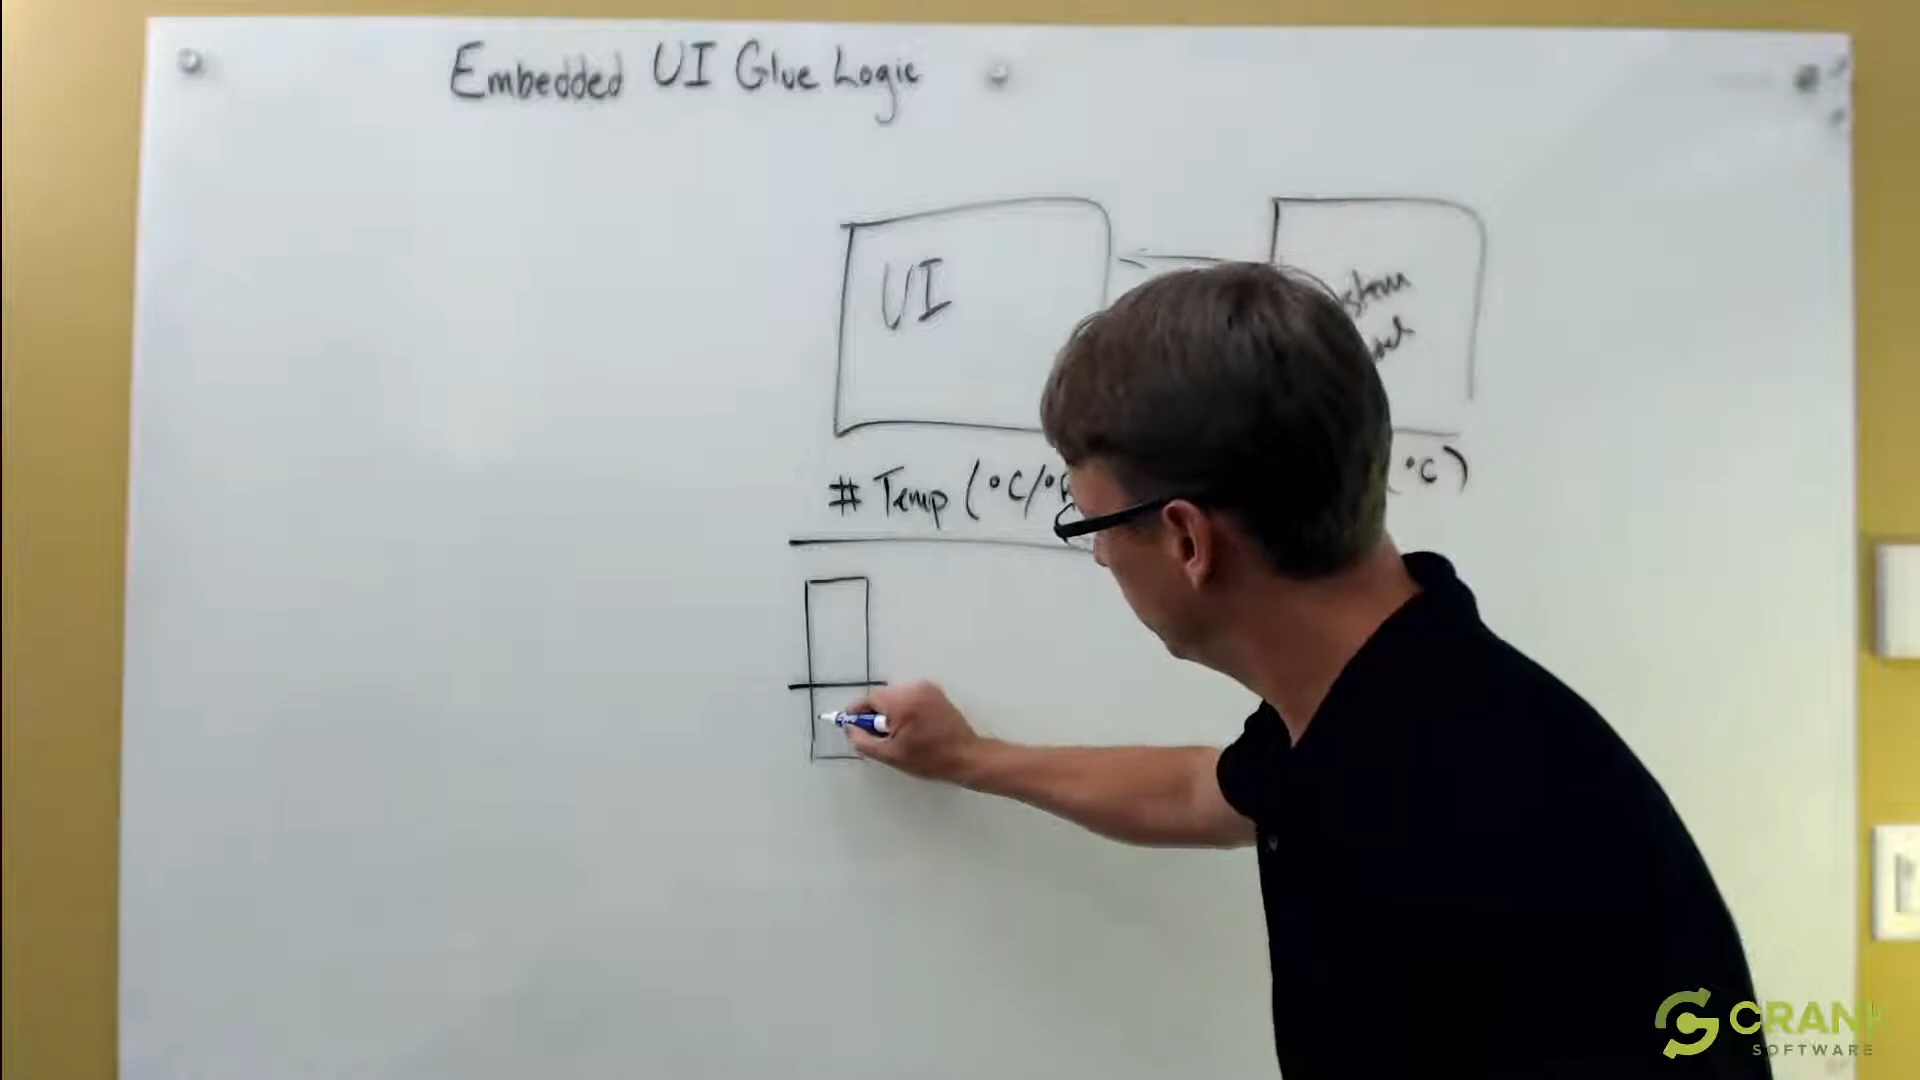 Embedded UI Glue Logic
UI
# Temp (°C/°
°C)
CRANK
SOFTWARE